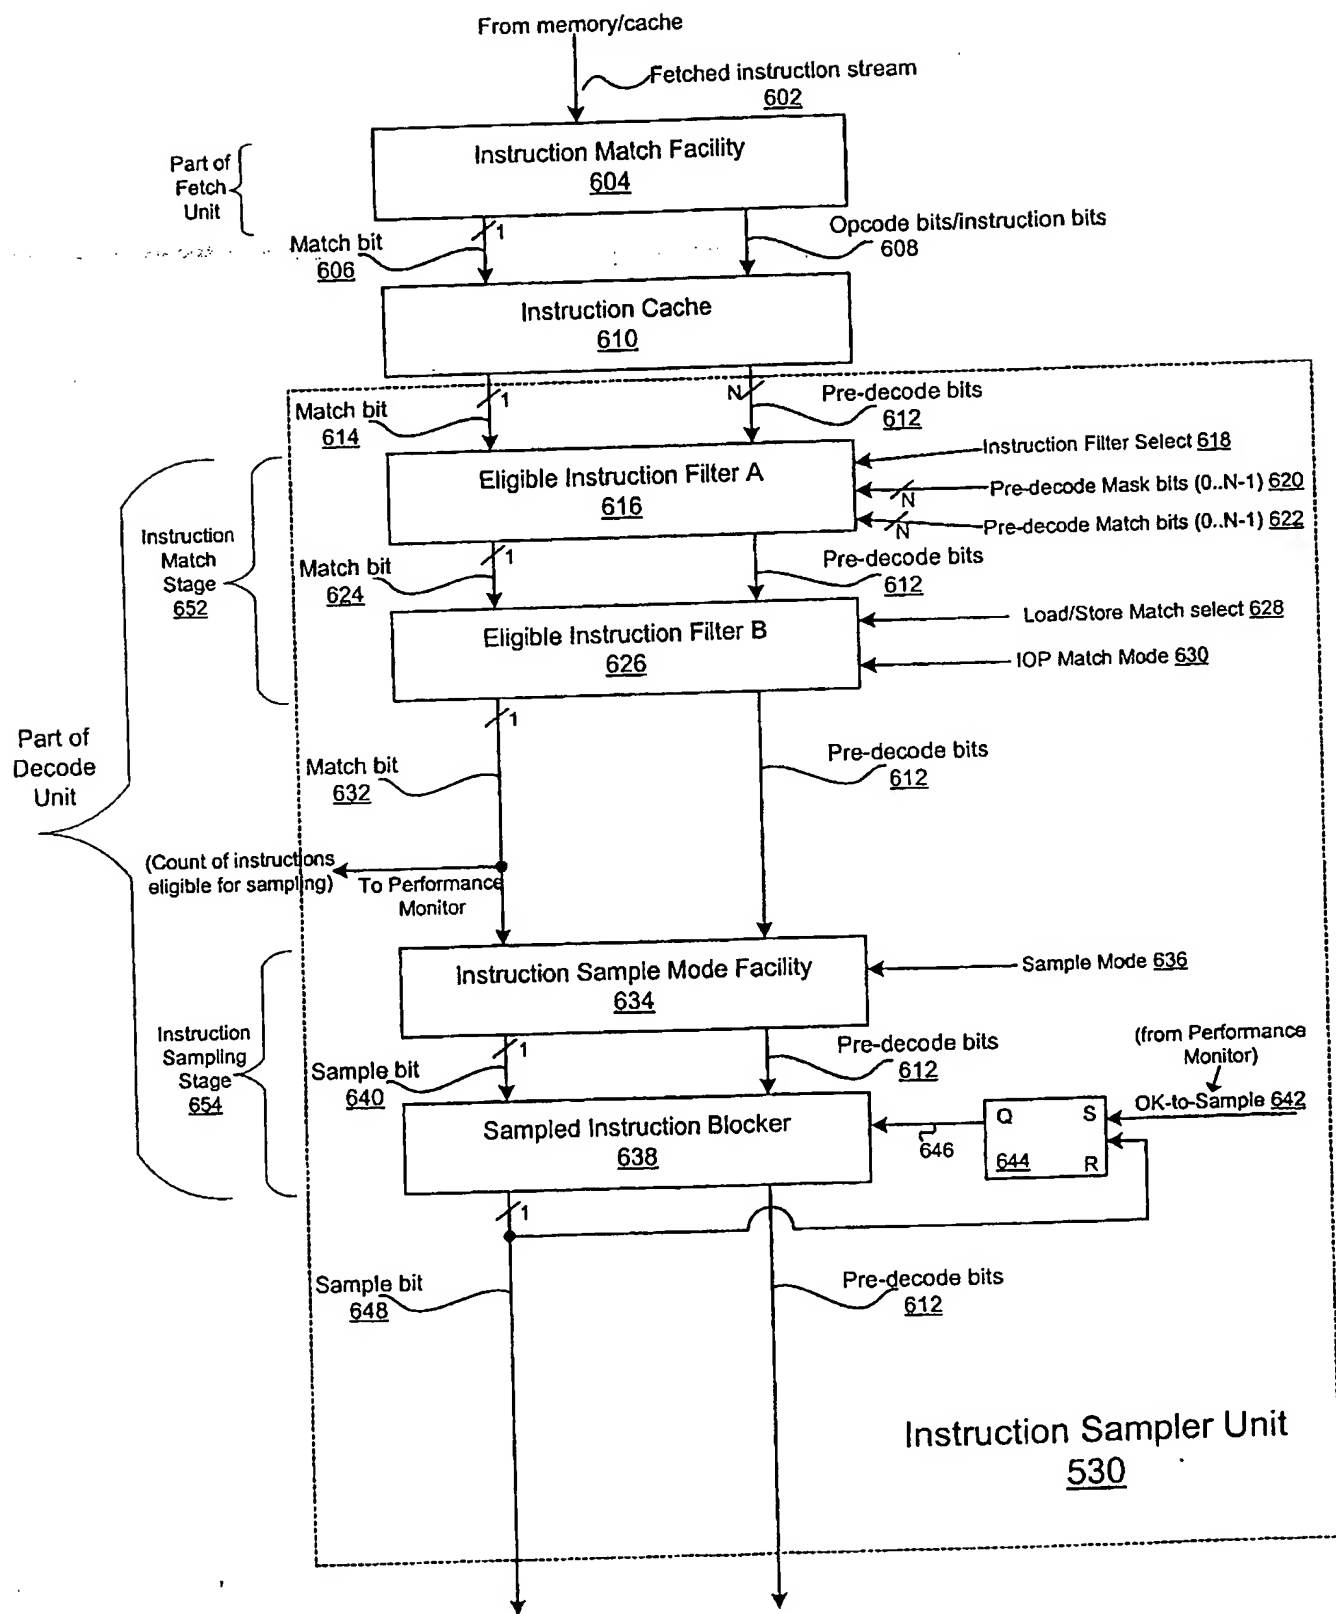 From memory/cache
Fetched instruction stream
602
Instruction Match Facility
604
Part of
Fetch
Unit
1
Match bit
606
Opcode bits/instruction bits
608
Instruction Cache
610
1
N
Match bit
614
Pre-decode bits
612
Eligible Instruction Filter A
616
Instruction Filter Select 618
Pre-decode Mask bits (0..N-1) 620
N
Pre-decode Match bits (0..N-1) 622
N
Instruction
Match
Stage
652
1
Match bit
624
Pre-decode bits
612
Eligible Instruction Filter B
626
Load/Store Match select 628
IOP Match Mode 630
1
Part of
Decode
Unit
Match bit
632
Pre-decode bits
612
(Count of instructions
eligible for sampling)
To Performance
Monitor
Instruction Sample Mode Facility
634
Sample Mode 636
Instruction
Sampling
Stage
654
1
Sample bit
640
Pre-decode bits
612
(from Performance
Monitor)
OK-to-Sample 642
Sampled Instruction Blocker
638
646
Q
S
644
R
1
Sample bit
648
Pre-decode bits
612
Instruction Sampler Unit
530